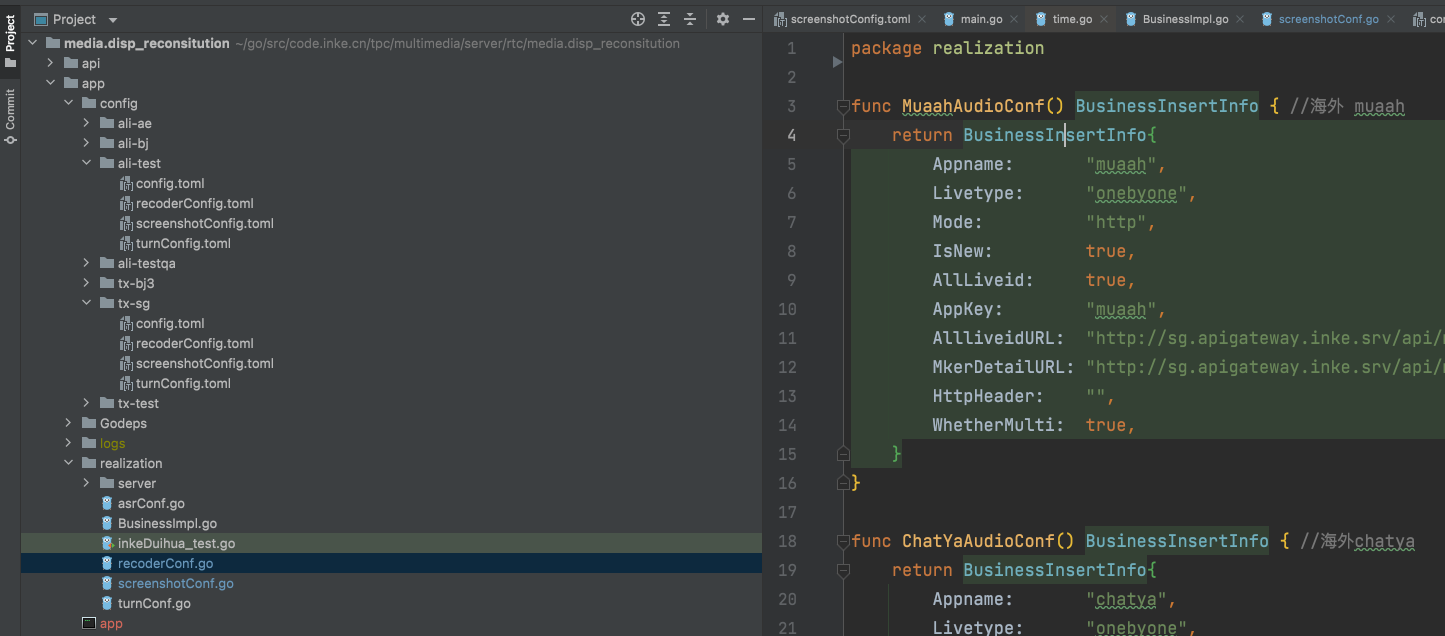 Project
screenshotConfig.toml
main.go
time.go
BusinessImpl.go
screenshotConf.go
Project
Commit
media.disp_reconsitution ~/go/src/code.inke.cn/tpc/multimedia/server/rtc/media.disp_reconsitution
api
app
config
ali-ae
ali-bj
ali-test
config.toml
recoderConfig.toml
screenshotConfig.toml
turnConfig.toml
ali-testqa
tx-bj3
tx-sg
config.toml
recoderConfig.toml
screenshotConfig.toml
turnConfig.toml
tx-test
Godeps
logs
realization
server
asrConf.go
BusinessImpl.go
inkeDuihua_test.go
recoderConf.go
screenshotConf.go
turnConf.go
app
1 package realization
2
3 func MuaahAudioConf() BusinessInsertInfo { //海外 muaah
4 return BusinessInsertInfo{
5 Appname: "muaah",
6 Livetype: "onebyone",
7 Mode: "http",
8 IsNew: true,
9 AllLiveid: true,
10 AppKey: "muaah",
11 AllliveidURL: "http://sg.apigateway.inke.srv/api/
12 MkerDetailURL: "http://sg.apigateway.inke.srv/api/
13 HttpHeader: "",
14 WhetherMulti: true,
15 }
16 }
17
18 func ChatYaAudioConf() BusinessInsertInfo { //海外chatya
19 return BusinessInsertInfo{
20 Appname: "chatya",
21 Livetype: "onebyone",